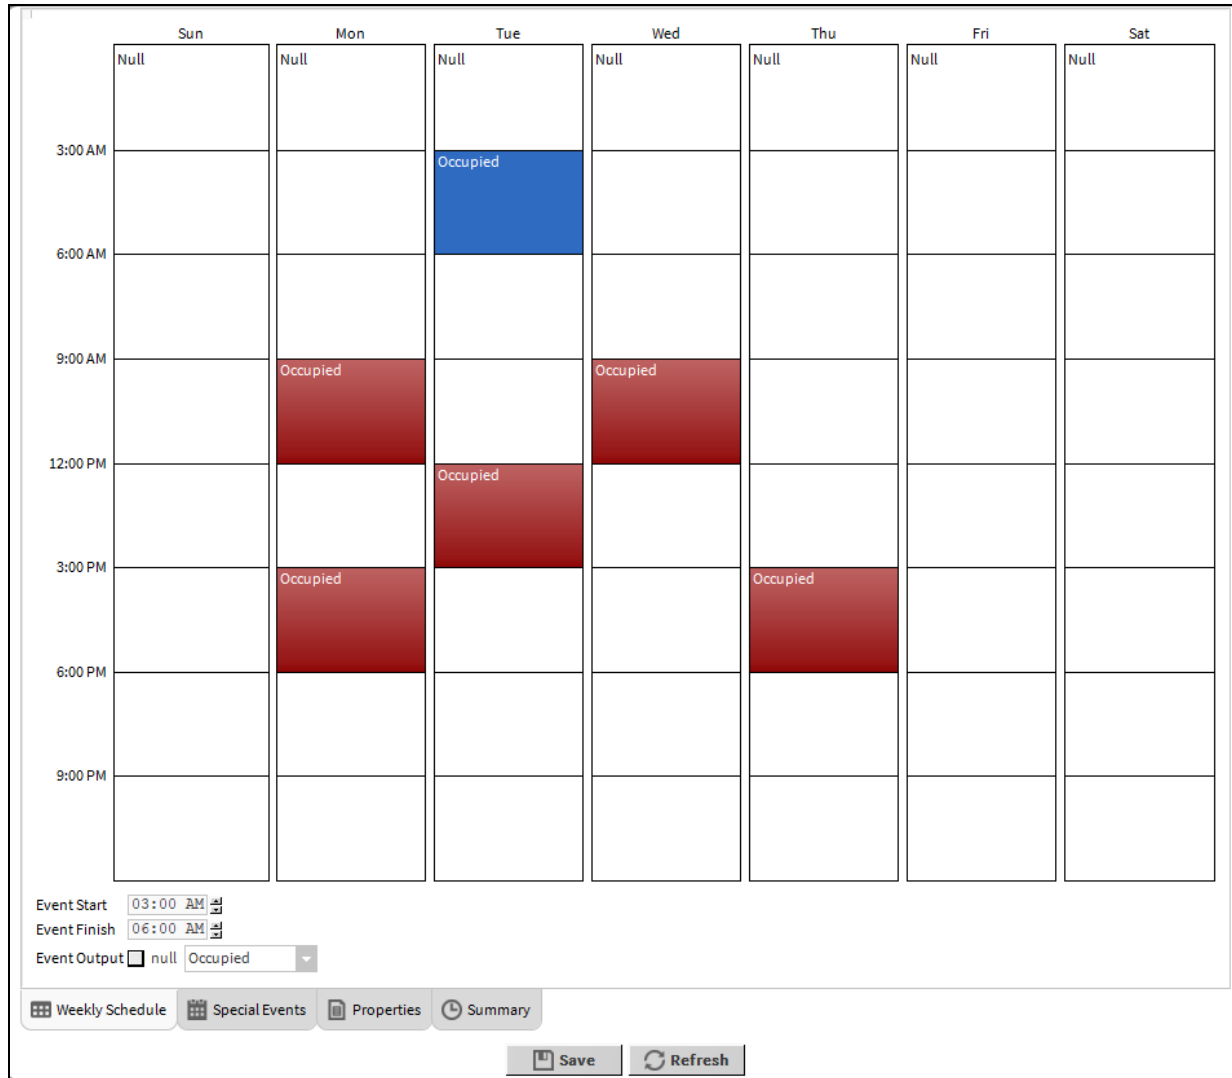 Sun Mon Tue Wed Thu Fri Sat
Null Null Null Null Null Null Null
3:00 AM
Occupied
6:00 AM
9:00 AM
Occupied Occupied
12:00 PM
Occupied
3:00 PM
Occupied Occupied
6:00 PM
9:00 PM
Event Start 03:00 AM
Event Finish 06:00 AM
Event Output null Occupied
Weekly Schedule Special Events Properties Summary
Save Refresh